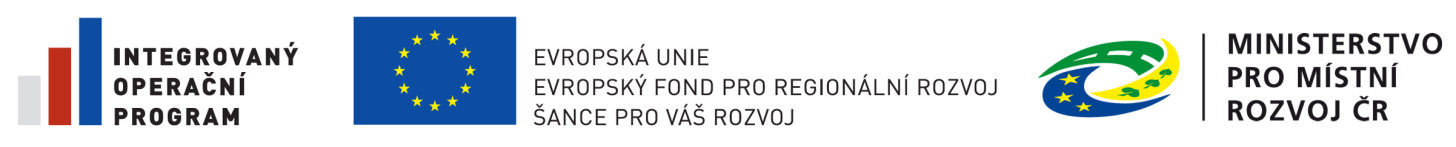 INTEGROVANÝ
OPERAČNÍ
PROGRAM
EVROPSKÁ UNIE
EVROPSKÝ FOND PRO REGIONÁLNÍ ROZVOJ
ŠANCE PRO VÁŠ ROZVOJ
MINISTERSTVO
PRO MÍSTNÍ
ROZVOJ ČR